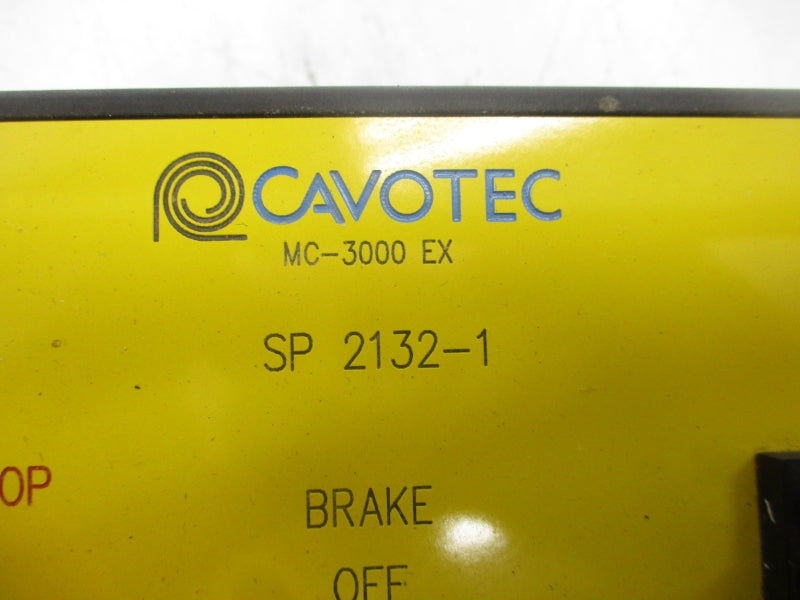 CAVOTEC
MC-3000 EX
SP 2132-1
OP
BRAKE
OFF